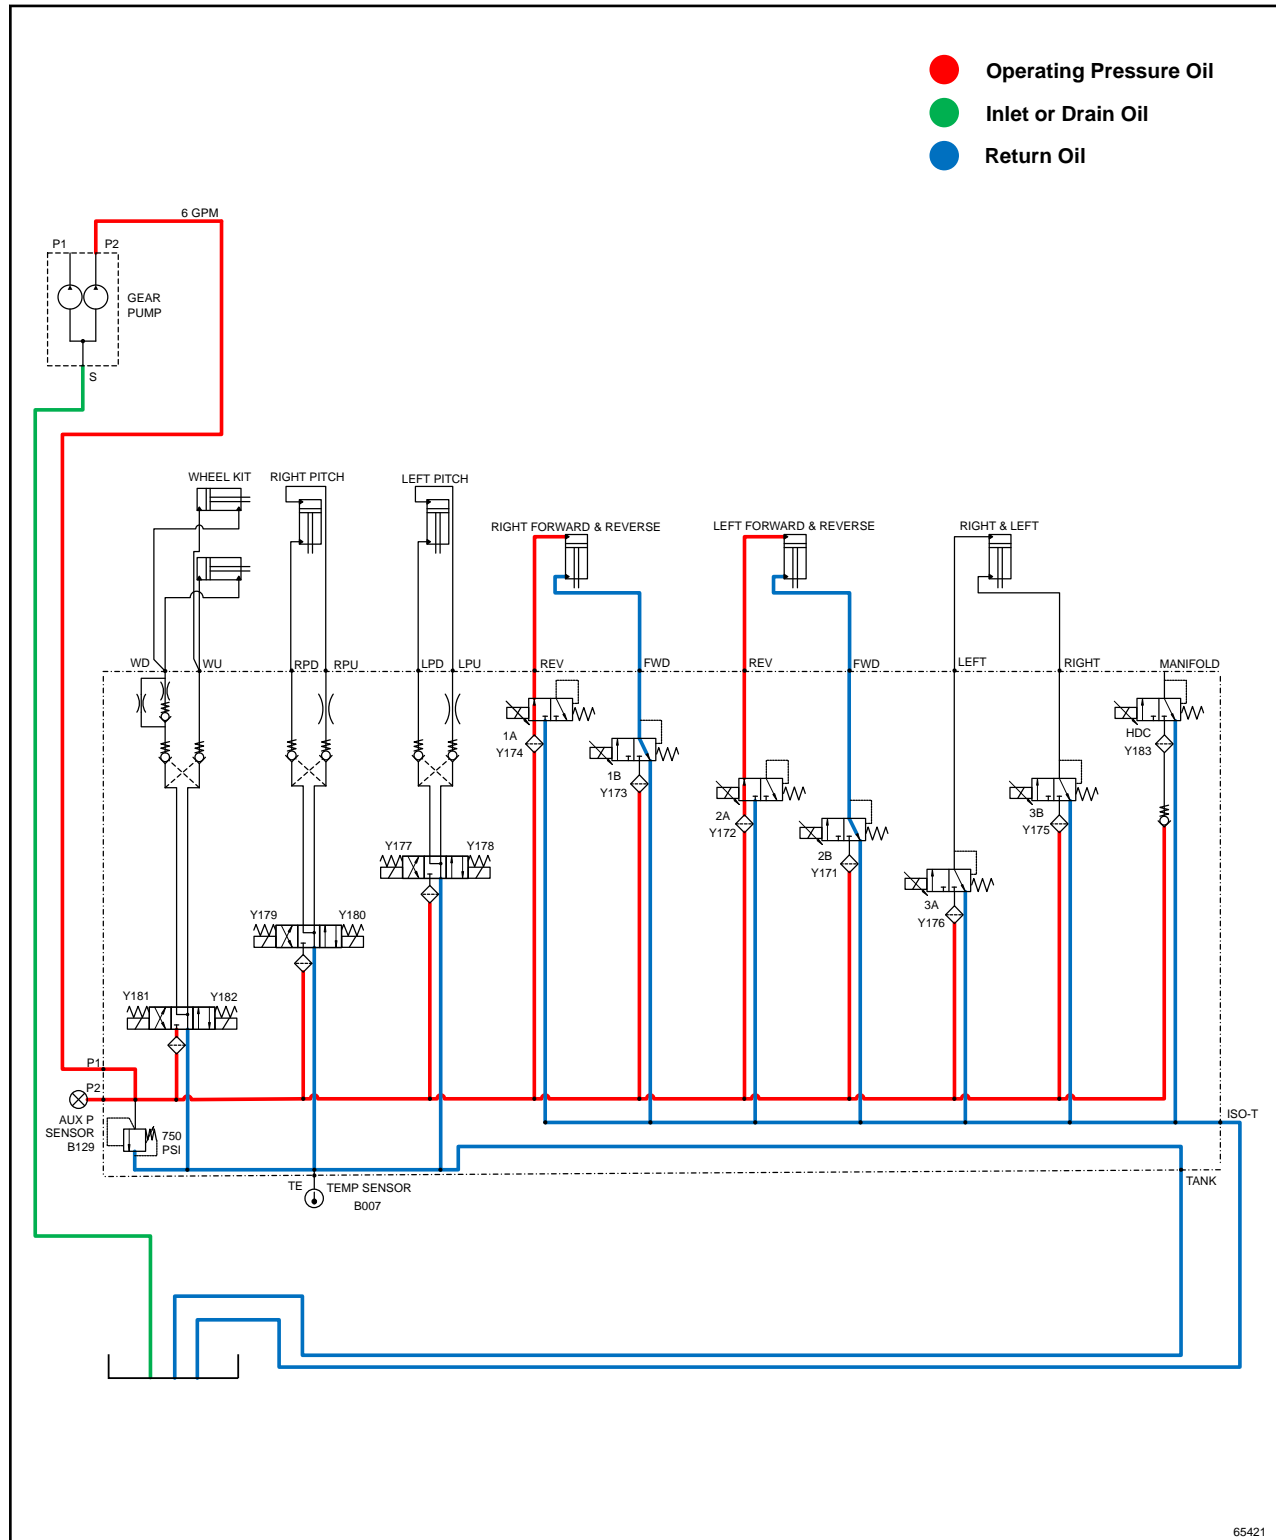 Operating Pressure Oil
Inlet or Drain Oil
Return Oil
6 GPM
P1
P2
GEAR
PUMP
S
WHEEL KIT
RIGHT PITCH
LEFT PITCH
RIGHT FORWARD & REVERSE
LEFT FORWARD & REVERSE
RIGHT & LEFT
WD
WU
RPD
RPU
LPD
LPU
REV
FWD
REV
FWD
LEFT
RIGHT
MANIFOLD
1A
Y174
1B
Y173
2A
Y172
2B
Y171
3A
Y176
3B
Y175
HDC
Y183
Y177
Y178
Y179
Y180
Y181
Y182
P1
P2
AUX P
SENSOR
B129
750
PSI
ISO-T
TE
TEMP SENSOR
B007
TANK
65421